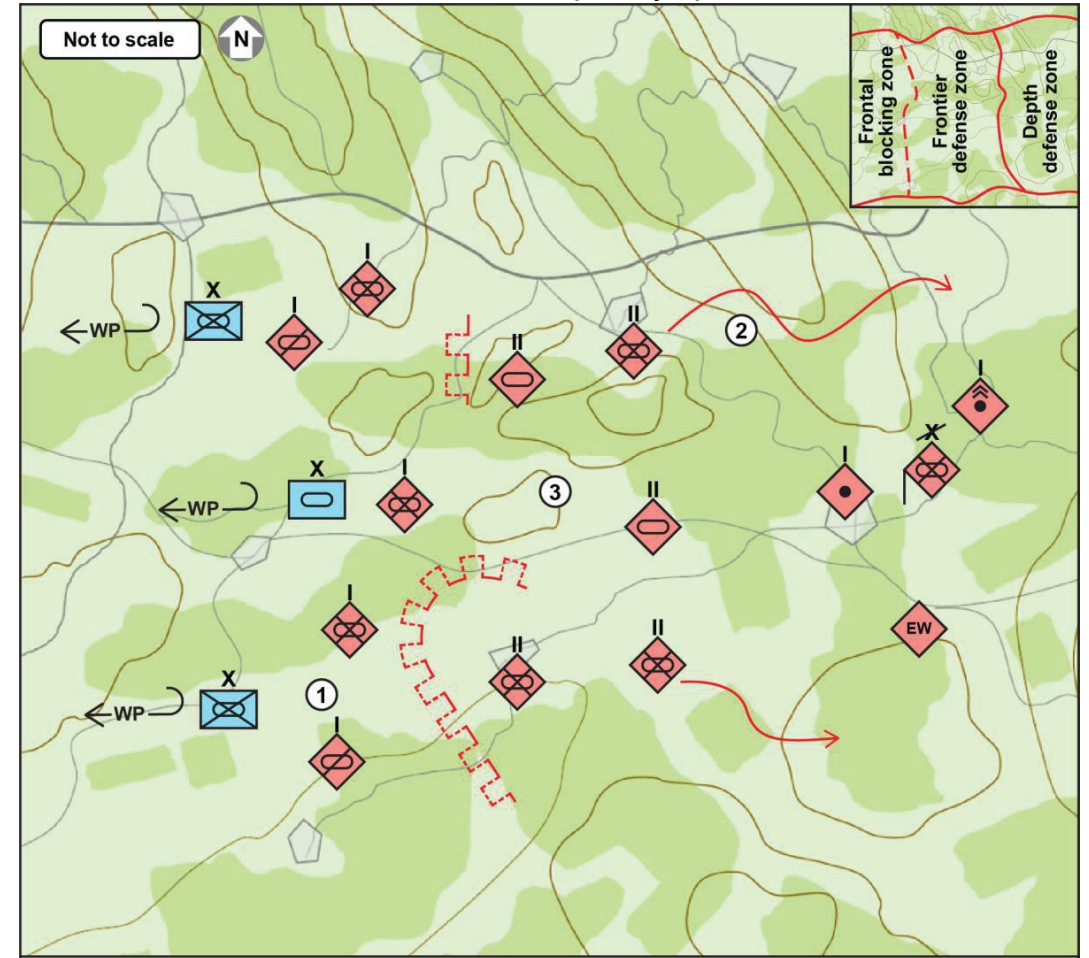 Not to scale
N
Frontal
blocking zone
Frontier
defense zone
Depth
defense zone
I
X
I
WP
II
II
2
I
X
I
X
I
WP
3
II
I
EW
I
II
II
X
1
WP
I